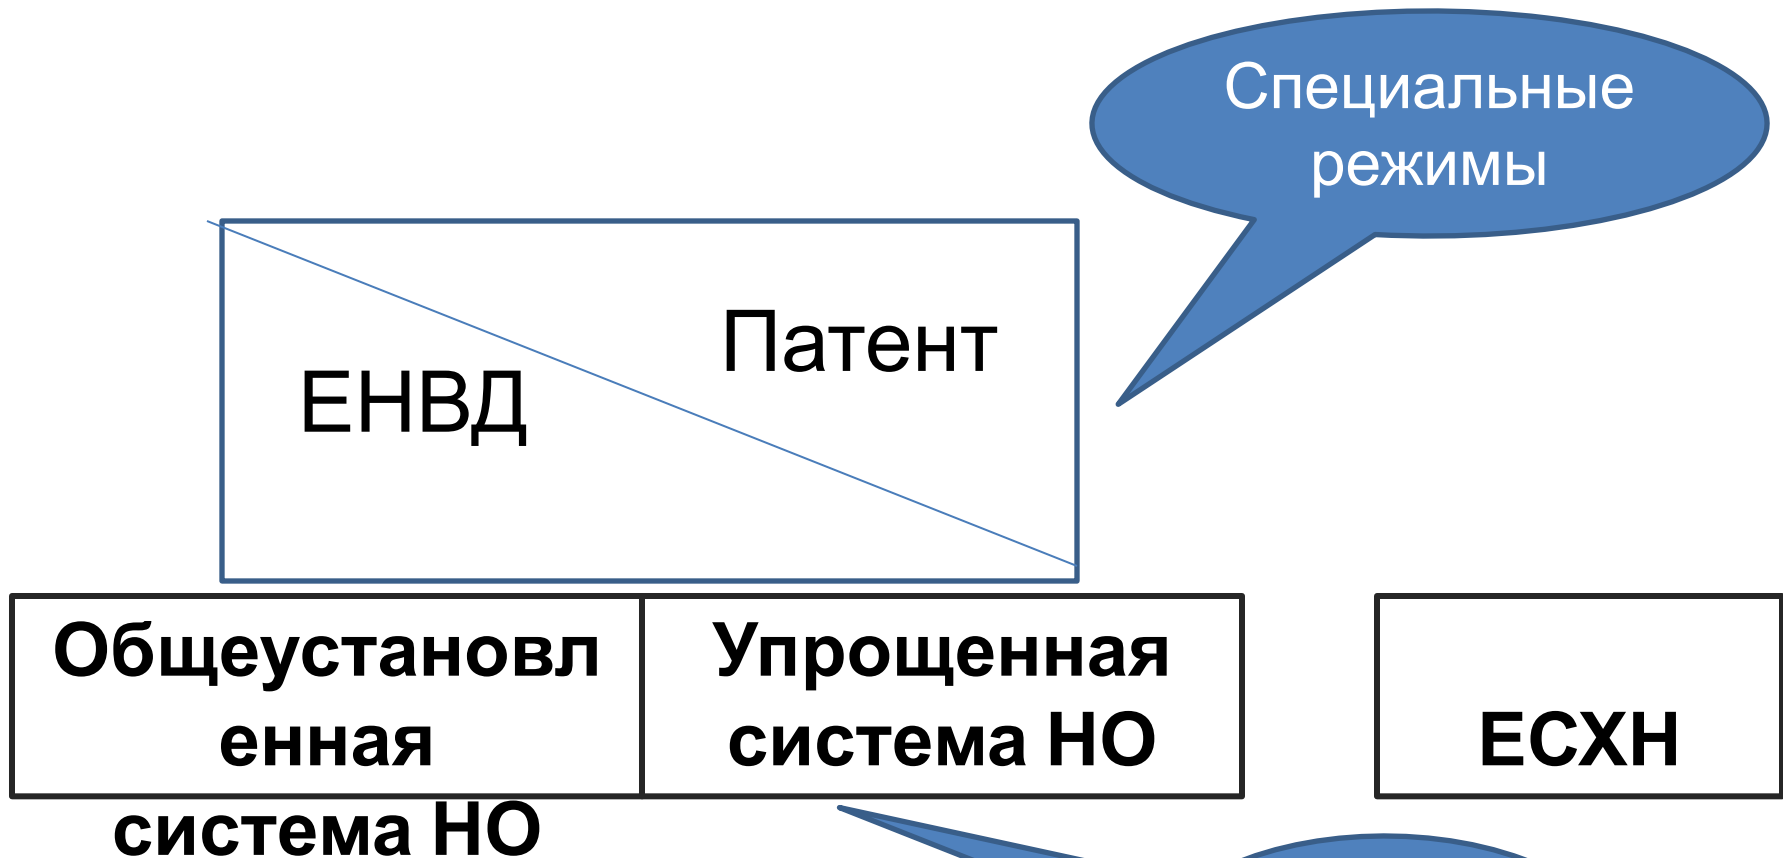 Специальные
режимы
Патент
ЕНВД
Общеустановл
енная
система НО
Упрощенная
система НО
ЕСХН